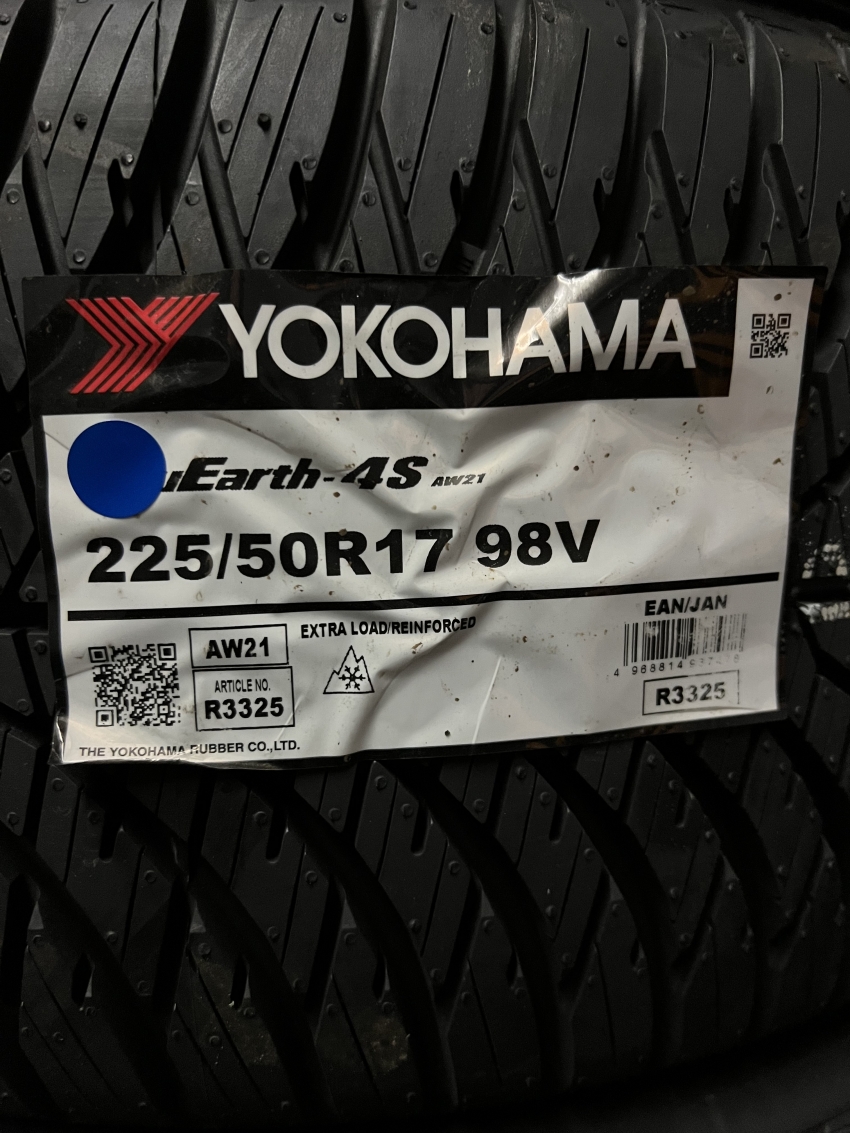 YOKOHAMA
Earth-4S AW21
225/50R17 98V
EXTRA LOAD/REINFORCED
EAN/JAN
AW21
ARTICLE NO.
R3325
R3325
THE YOKOHAMA RUBBER CO.,LTD.